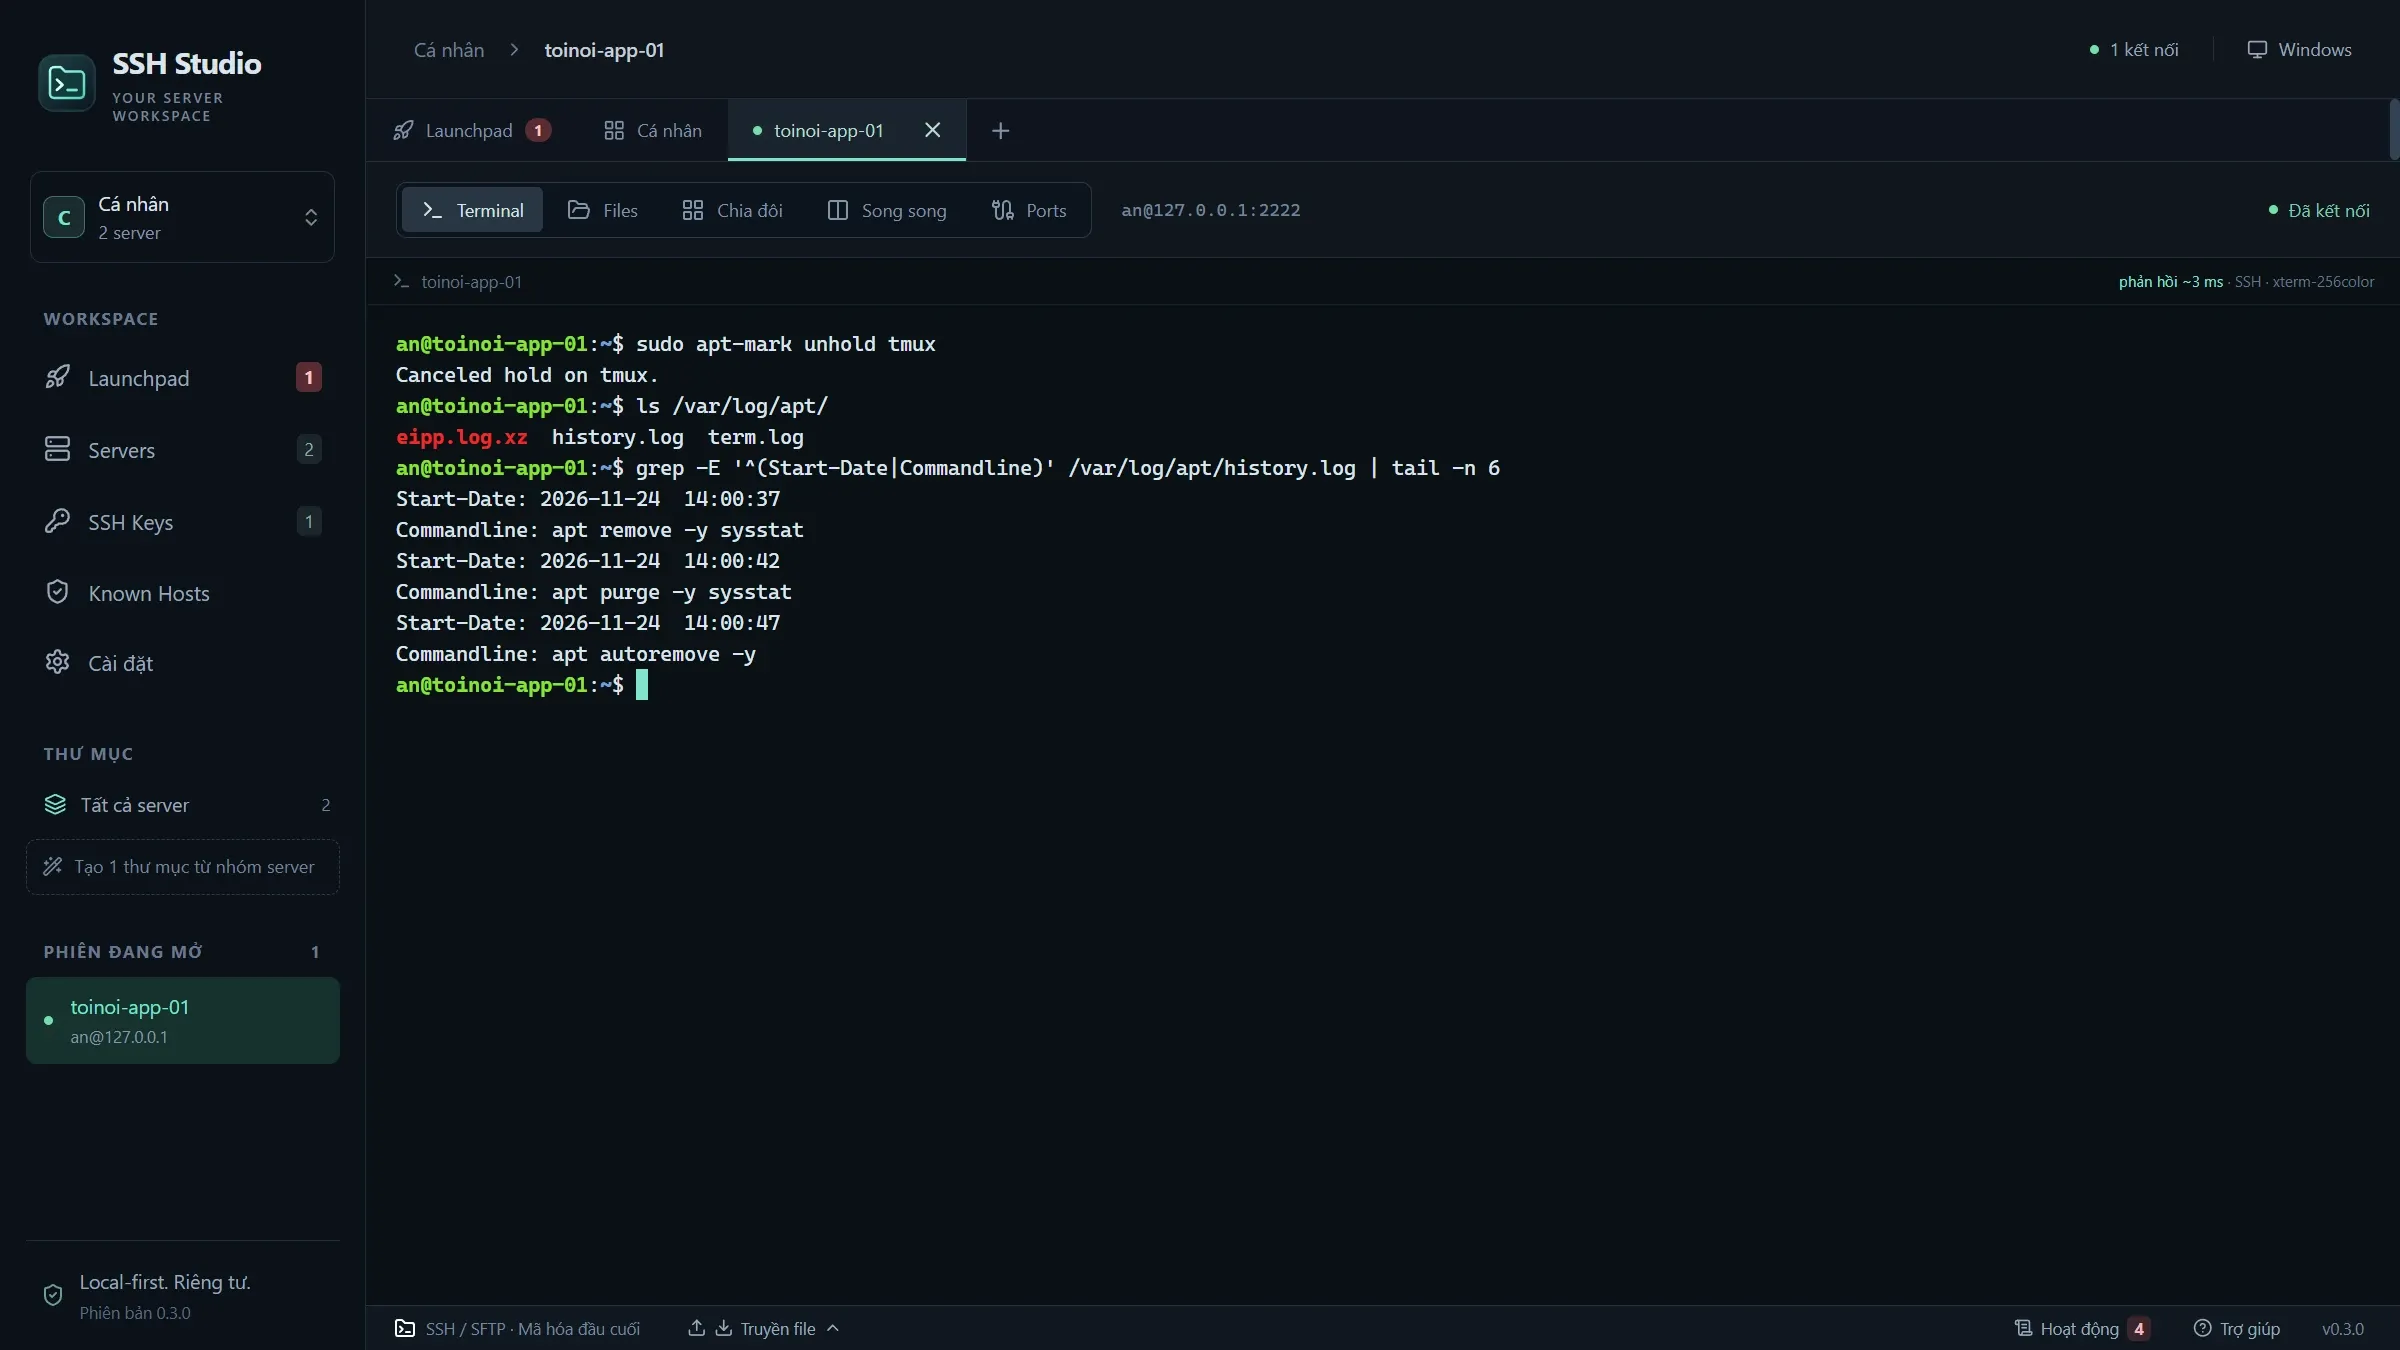 SSH Studio
YOUR SERVER
WORKSPACE
C
Cá nhân
2 server
WORKSPACE
Launchpad 1
Servers 2
SSH Keys 1
Known Hosts
Cài đặt
THƯ MỤC
Tất cả server 2
Tạo 1 thư mục từ nhóm server
PHIÊN ĐANG MỞ 1
toinoi-app-01
an@127.0.0.1
Local-first. Riêng tư.
Phiên bản 0.3.0
Cá nhân > toinoi-app-01
1 kết nối
Windows
Launchpad 1
Cá nhân
toinoi-app-01
Terminal
Files
Chia đôi
Song song
Ports
an@127.0.0.1:2222
Đã kết nối
toinoi-app-01
phản hồi ~3 ms · SSH · xterm-256color
an@toinoi-app-01:~$ sudo apt-mark unhold tmux
Canceled hold on tmux.
an@toinoi-app-01:~$ ls /var/log/apt/
eipp.log.xz  history.log  term.log
an@toinoi-app-01:~$ grep -E '^(Start-Date|Commandline)' /var/log/apt/history.log | tail -n 6
Start-Date: 2026-11-24  14:00:37
Commandline: apt remove -y sysstat
Start-Date: 2026-11-24  14:00:42
Commandline: apt purge -y sysstat
Start-Date: 2026-11-24  14:00:47
Commandline: apt autoremove -y
an@toinoi-app-01:~$
SSH / SFTP · Mã hóa đầu cuối
Truyền file
Hoạt động 4
Trợ giúp
v0.3.0